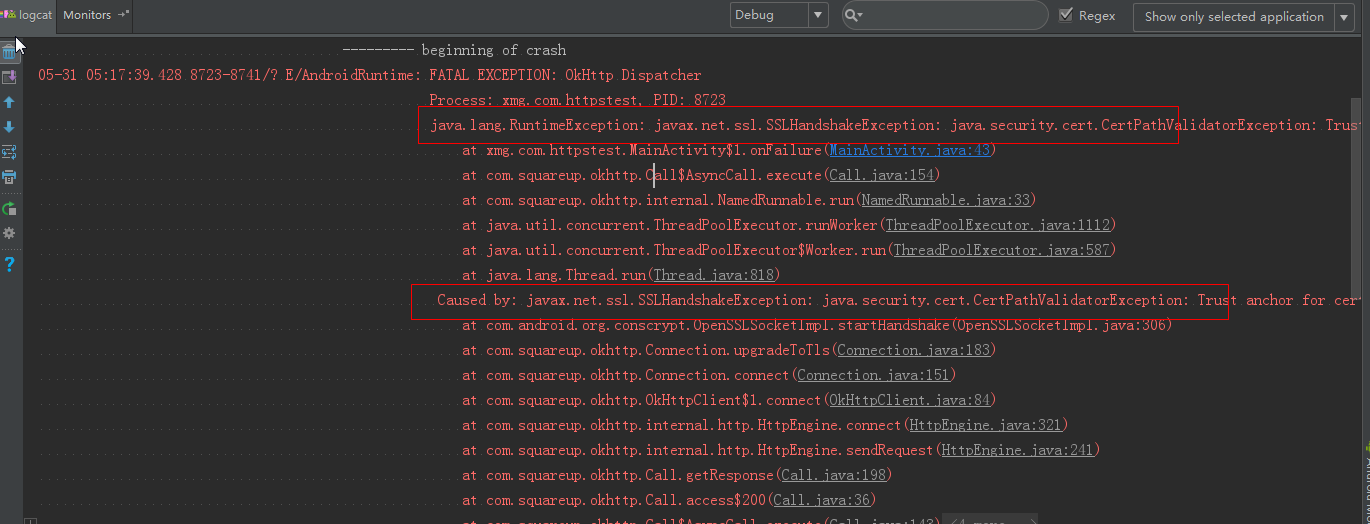 logcat Monitors Debug Regex Show only selected application
--------- beginning of crash
05-31 05:17:39.428 8723-8741/? E/AndroidRuntime: FATAL EXCEPTION: OkHttp Dispatcher
Process: xmg.com.httpstest, PID: 8723
java.lang.RuntimeException: javax.net.ssl.SSLHandshakeException: java.security.cert.CertPathValidatorException: Trust
at xmg.com.httpstest.MainActivity$1.onFailure(MainActivity.java:43)
at com.squareup.okhttp.Call$AsyncCall.execute(Call.java:154)
at com.squareup.okhttp.internal.NamedRunnable.run(NamedRunnable.java:33)
at java.util.concurrent.ThreadPoolExecutor.runWorker(ThreadPoolExecutor.java:1112)
at java.util.concurrent.ThreadPoolExecutor$Worker.run(ThreadPoolExecutor.java:587)
at java.lang.Thread.run(Thread.java:818)
Caused by: javax.net.ssl.SSLHandshakeException: java.security.cert.CertPathValidatorException: Trust anchor for cer
at com.android.org.conscrypt.OpenSSLSocketImpl.startHandshake(OpenSSLSocketImpl.java:306)
at com.squareup.okhttp.Connection.upgradeToTls(Connection.java:183)
at com.squareup.okhttp.Connection.connect(Connection.java:151)
at com.squareup.okhttp.OkHttpClient$1.connect(OkHttpClient.java:84)
at com.squareup.okhttp.internal.http.HttpEngine.connect(HttpEngine.java:321)
at com.squareup.okhttp.internal.http.HttpEngine.sendRequest(HttpEngine.java:241)
at com.squareup.okhttp.Call.getResponse(Call.java:198)
at com.squareup.okhttp.Call.access$200(Call.java:36)